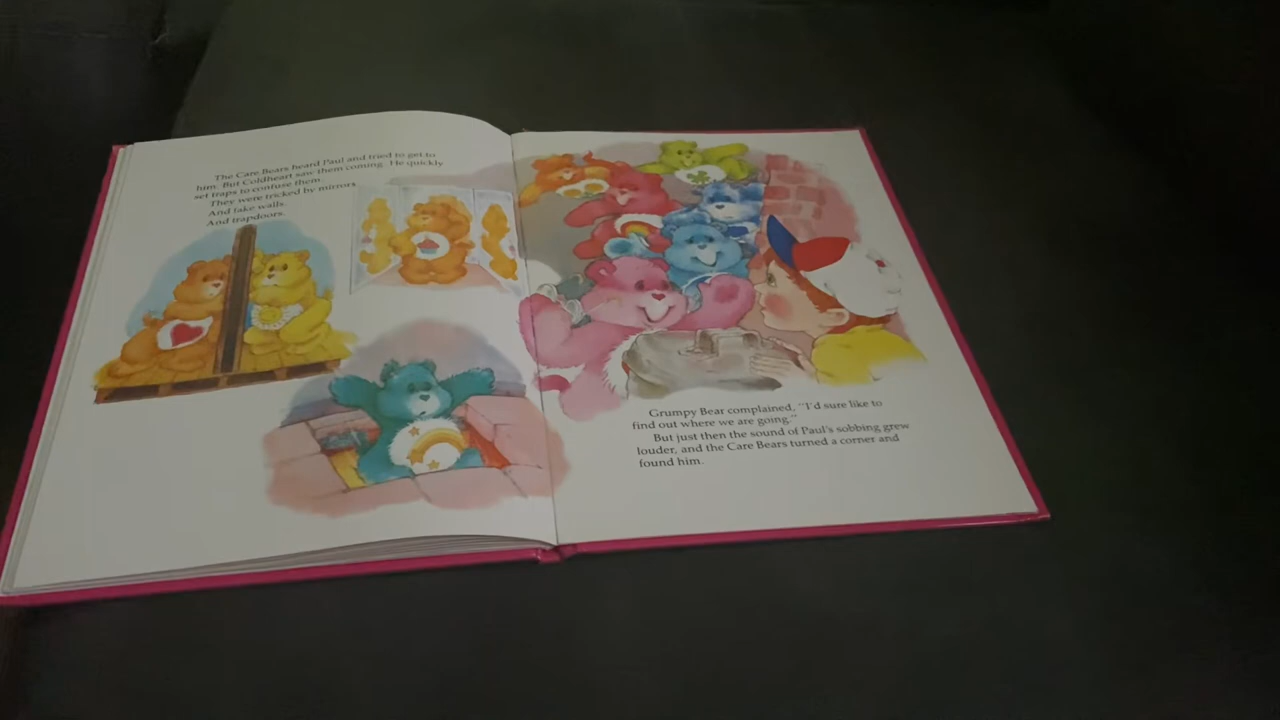 The Care Bears heard Paul and tried to get to
him. But Coldheart saw them coming. He quickly
set traps to confuse them.
They were tricked by mirrors.
And fake walls.
And trapdoors.
Grumpy Bear complained, "I'd sure like to
find out where we are going."
But just then the sound of Paul's sobbing grew
louder, and the Care Bears turned a corner and
found him.